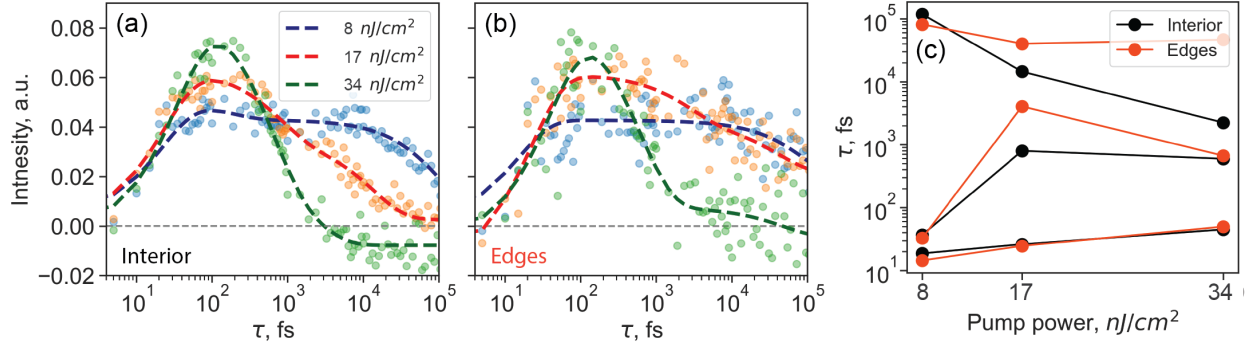 (a)
8 nJ/cm²
17 nJ/cm²
34 nJ/cm²
0.08
0.06
0.04
0.02
0.00
−0.02
Intnesity, a.u.
Interior
10¹ 10² 10³ 10⁴ 10⁵
τ, fs
(b)
Edges
10¹ 10² 10³ 10⁴ 10⁵
τ, fs
(c)
Interior
Edges
10⁵
10⁴
10³
10²
10¹
τ, fs
8 17 34
Pump power, nJ/cm²